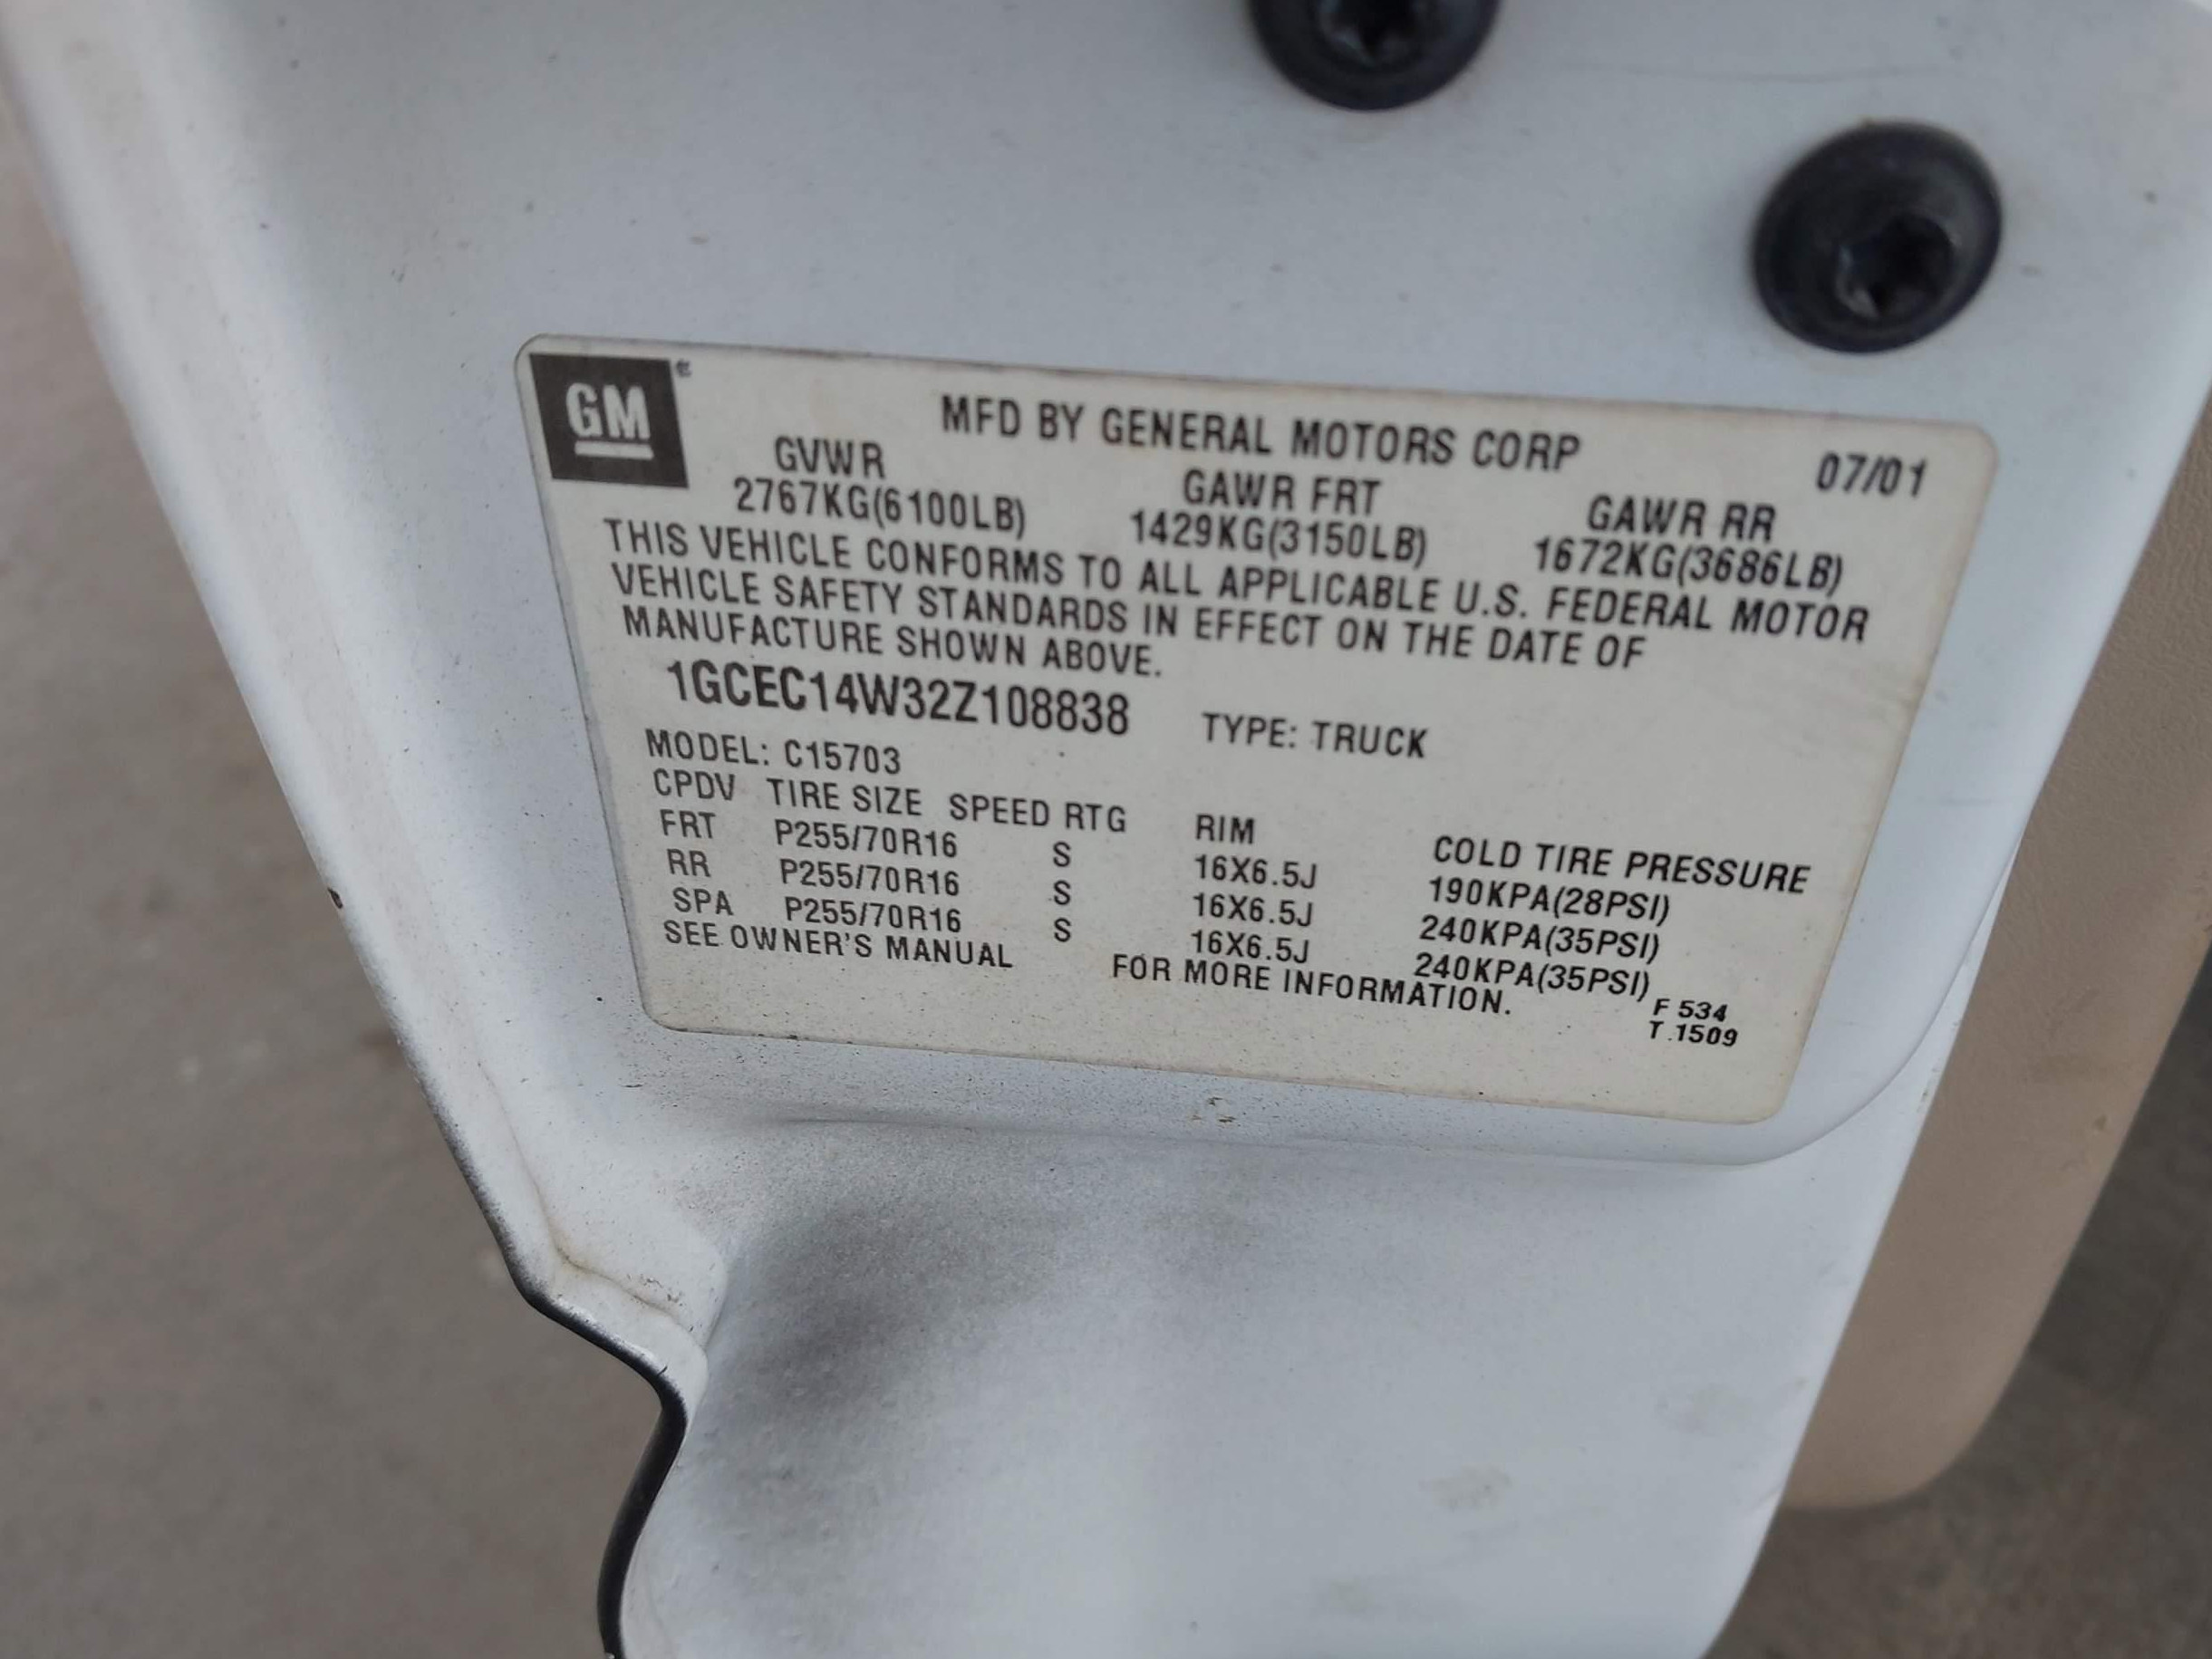 GM
MFD BY GENERAL MOTORS CORP 07/01
GVWR GAWR FRT GAWR RR
2767KG(6100LB) 1429KG(3150LB) 1672KG(3686LB)
THIS VEHICLE CONFORMS TO ALL APPLICABLE U.S. FEDERAL MOTOR
VEHICLE SAFETY STANDARDS IN EFFECT ON THE DATE OF
MANUFACTURE SHOWN ABOVE.
1GCEC14W32Z108838 TYPE: TRUCK
MODEL: C15703
CPDV TIRE SIZE SPEED RTG RIM COLD TIRE PRESSURE
FRT P255/70R16 S 16X6.5J 190KPA(28PSI)
RR P255/70R16 S 16X6.5J 240KPA(35PSI)
SPA P255/70R16 S 16X6.5J 240KPA(35PSI)
SEE OWNER'S MANUAL FOR MORE INFORMATION.
F 534
T 1509